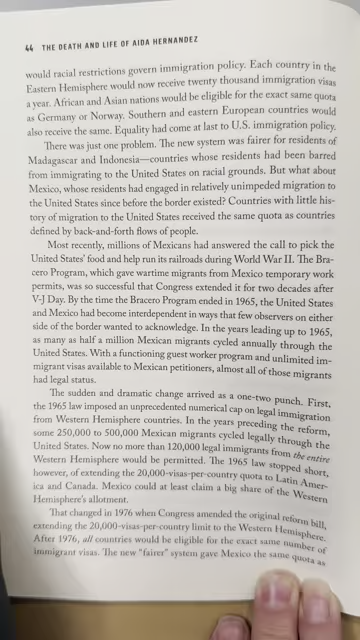 44 THE DEATH AND LIFE OF AIDA HERNANDEZ
would racial restrictions govern immigration policy. Each country in the
Eastern Hemisphere would now receive twenty thousand immigration visas
a year. African and Asian nations would be eligible for the exact same quota
as Germany or Norway. Southern and eastern European countries would
also receive the same. Equality had come at last to U.S. immigration policy.
There was just one problem. The new system was fairer for residents of
Madagascar and Indonesia—countries whose residents had been barred
from immigrating to the United States on racial grounds. But what about
Mexico, whose residents had engaged in relatively unimpeded migration to
the United States since before the border existed? Countries with little his-
tory of migration to the United States received the same quota as countries
defined by back-and-forth flows of people.
Most recently, millions of Mexicans had answered the call to pick the
United States' food and help run its railroads during World War II. The Bra-
cero Program, which gave wartime migrants from Mexico temporary work
permits, was so successful that Congress extended it for two decades after
V-J Day. By the time the Bracero Program ended in 1965, the United States
and Mexico had become interdependent in ways that few observers on either
side of the border wanted to acknowledge. In the years leading up to 1965,
as many as half a million Mexican migrants cycled annually through the
United States. With a functioning guest worker program and unlimited im-
migrant visas available to Mexican petitioners, almost all of those migrants
had legal status.
The sudden and dramatic change arrived as a one-two punch. First,
the 1965 law imposed an unprecedented numerical cap on legal immigration
from Western Hemisphere countries. In the years preceding the reform,
some 250,000 to 500,000 Mexican migrants cycled legally through the
United States. Now no more than 120,000 legal immigrants from the entire
Western Hemisphere would be permitted. The 1965 law stopped short,
however, of extending the 20,000-visas-per-country quota to Latin Amer-
ica and Canada. Mexico could at least claim a big share of the Western
Hemisphere's allotment.
That changed in 1976 when Congress amended the original reform bill,
extending the 20,000-visas-per-country limit to the Western Hemisphere.
After 1976, all countries would be eligible for the exact same number of
immigrant visas. The new "fairer" system gave Mexico the same quota as